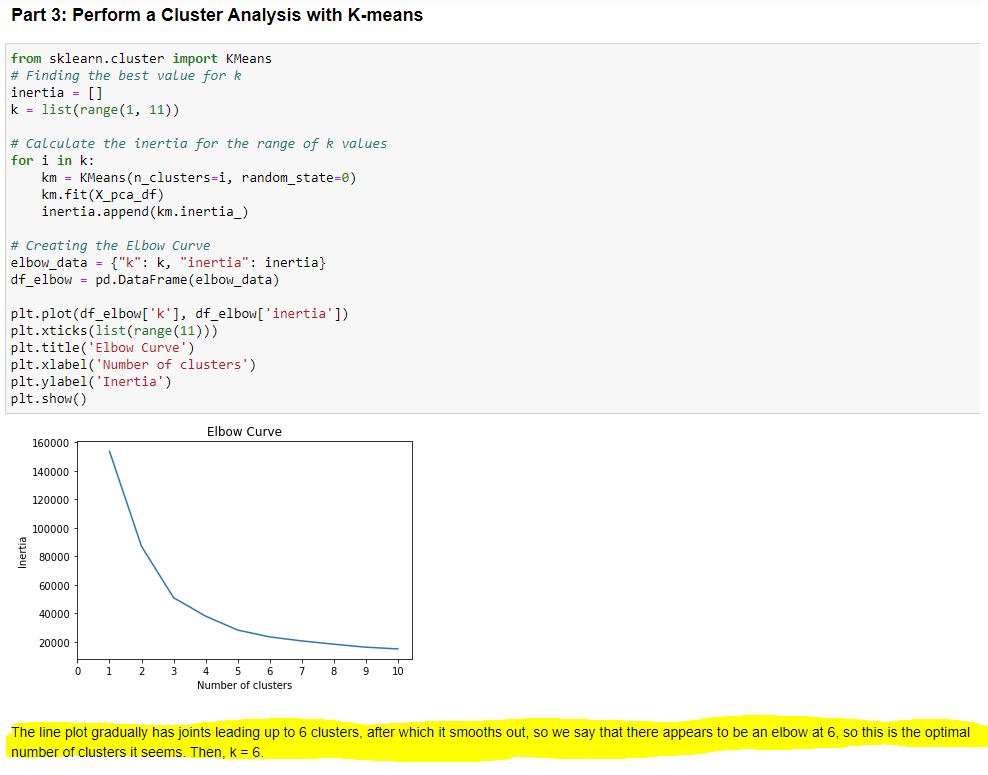 Part 3: Perform a Cluster Analysis with K-means
from sklearn.cluster import KMeans
# Finding the best value for k
inertia = []
k = list(range(1, 11))
# Calculate the inertia for the range of k values
for i in k:
    km = KMeans(n_clusters=i, random_state=0)
    km.fit(X_pca_df)
    inertia.append(km.inertia_)
# Creating the Elbow Curve
elbow_data = {"k": k, "inertia": inertia}
df_elbow = pd.DataFrame(elbow_data)
plt.plot(df_elbow['k'], df_elbow['inertia'])
plt.xticks(list(range(11)))
plt.title('Elbow Curve')
plt.xlabel('Number of clusters')
plt.ylabel('Inertia')
plt.show()
Elbow Curve
160000
140000
120000
100000
80000
60000
40000
20000
Inertia
0 1 2 3 4 5 6 7 8 9 10
Number of clusters
The line plot gradually has joints leading up to 6 clusters, after which it smooths out, so we say that there appears to be an elbow at 6, so this is the optimal
number of clusters it seems. Then, k = 6.